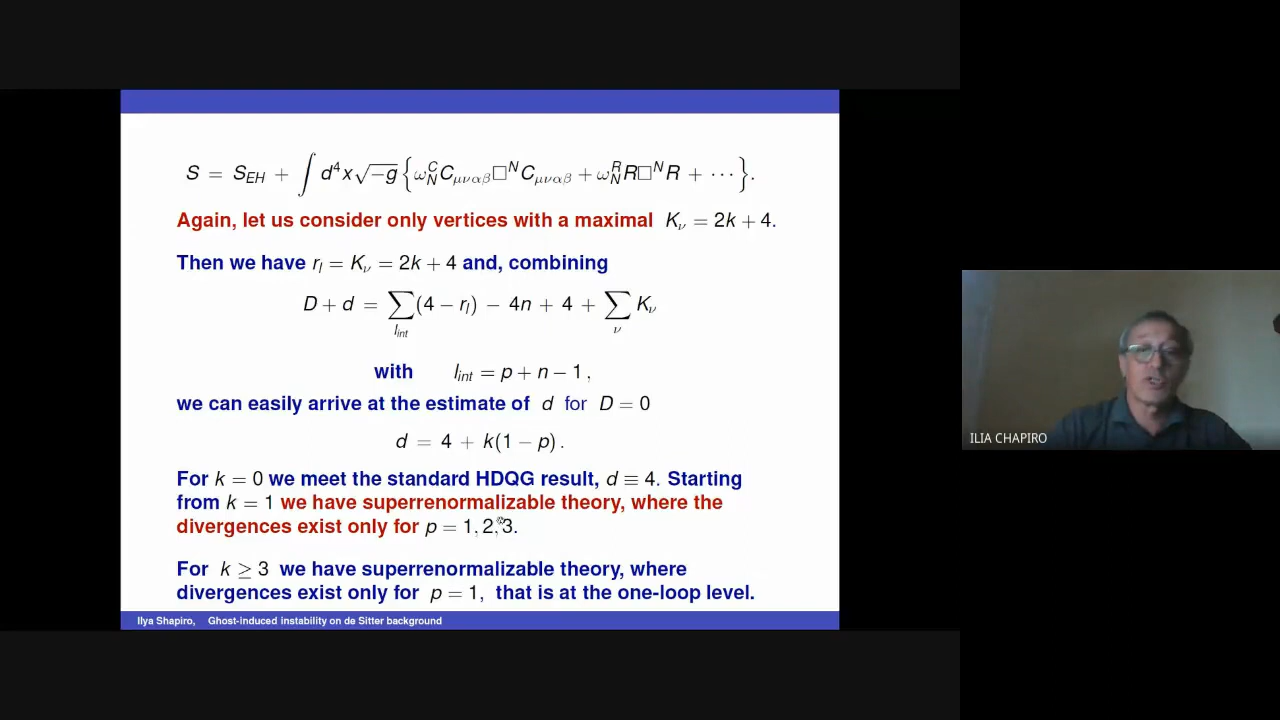 S = S_EH + ∫ d⁴x√−g { ω_N^C C_μναβ □^N C_μναβ + ω_N^R R□^N R + ··· }.
Again, let us consider only vertices with a maximal K_ν = 2k + 4.
Then we have r_l = K_ν = 2k + 4 and, combining
D + d = ∑_{l_int} (4 − r_l) − 4n + 4 + ∑_ν K_ν
with l_int = p + n − 1 ,
we can easily arrive at the estimate of d for D = 0
d = 4 + k(1 − p) .
For k = 0 we meet the standard HDQG result, d ≡ 4. Starting
from k = 1 we have superrenormalizable theory, where the
divergences exist only for p = 1, 2, 3.
For k ≥ 3 we have superrenormalizable theory, where
divergences exist only for p = 1, that is at the one-loop level.
Ilya Shapiro, Ghost-induced instability on de Sitter background
ILIA CHAPIRO